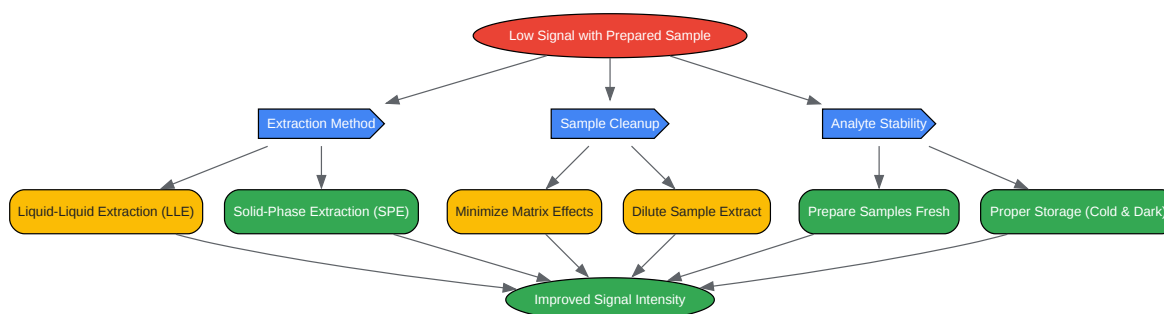 Low Signal with Prepared Sample
Extraction Method
Sample Cleanup
Analyte Stability
Liquid-Liquid Extraction (LLE)
Solid-Phase Extraction (SPE)
Minimize Matrix Effects
Dilute Sample Extract
Prepare Samples Fresh
Proper Storage (Cold & Dark)
Improved Signal Intensity